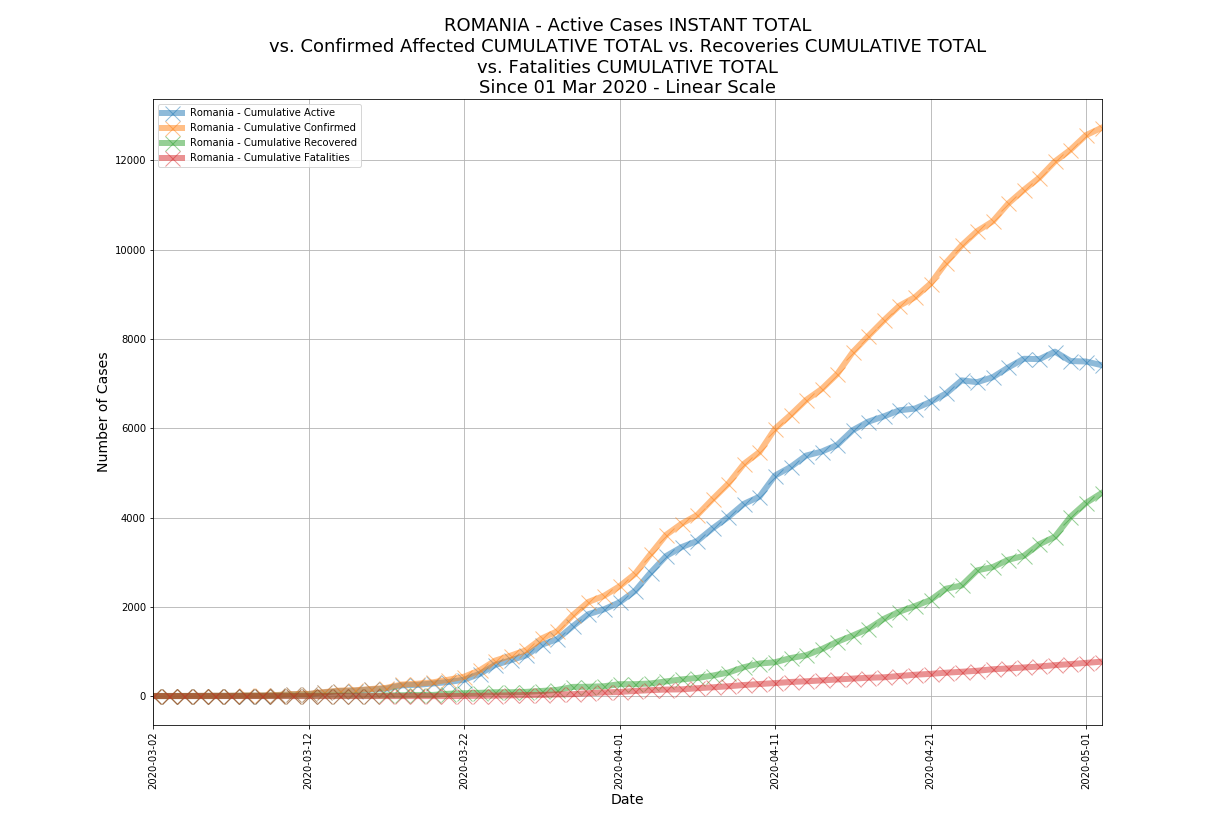 ROMANIA - Active Cases INSTANT TOTAL
vs. Confirmed Affected CUMULATIVE TOTAL vs. Recoveries CUMULATIVE TOTAL
vs. Fatalities CUMULATIVE TOTAL
Since 01 Mar 2020 - Linear Scale
Romania - Cumulative Active
Romania - Cumulative Confirmed
Romania - Cumulative Recovered
Romania - Cumulative Fatalities
Number of Cases
12000
10000
8000
6000
4000
2000
0
2020-03-02
2020-03-12
2020-03-22
2020-04-01
2020-04-11
2020-04-21
2020-05-01
Date